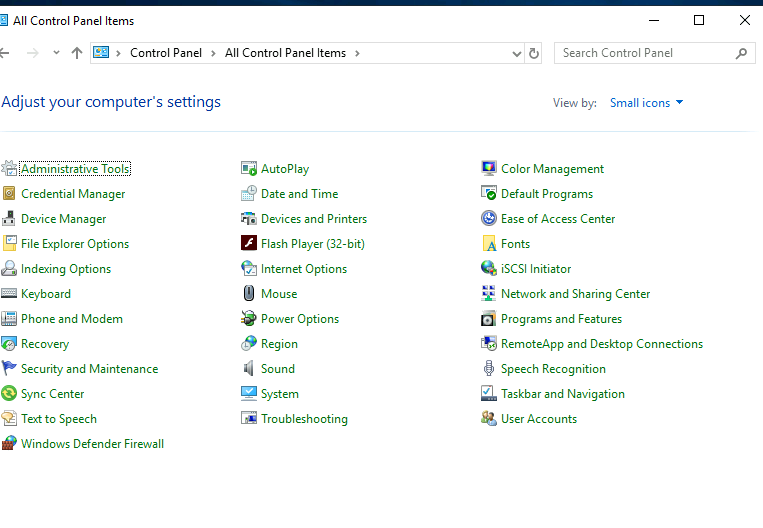 All Control Panel Items
Control Panel > All Control Panel Items >
Search Control Panel
Adjust your computer's settings
View by: Small icons
Administrative Tools
AutoPlay
Color Management
Credential Manager
Date and Time
Default Programs
Device Manager
Devices and Printers
Ease of Access Center
File Explorer Options
Flash Player (32-bit)
Fonts
Indexing Options
Internet Options
iSCSI Initiator
Keyboard
Mouse
Network and Sharing Center
Phone and Modem
Power Options
Programs and Features
Recovery
Region
RemoteApp and Desktop Connections
Security and Maintenance
Sound
Speech Recognition
Sync Center
System
Taskbar and Navigation
Text to Speech
Troubleshooting
User Accounts
Windows Defender Firewall